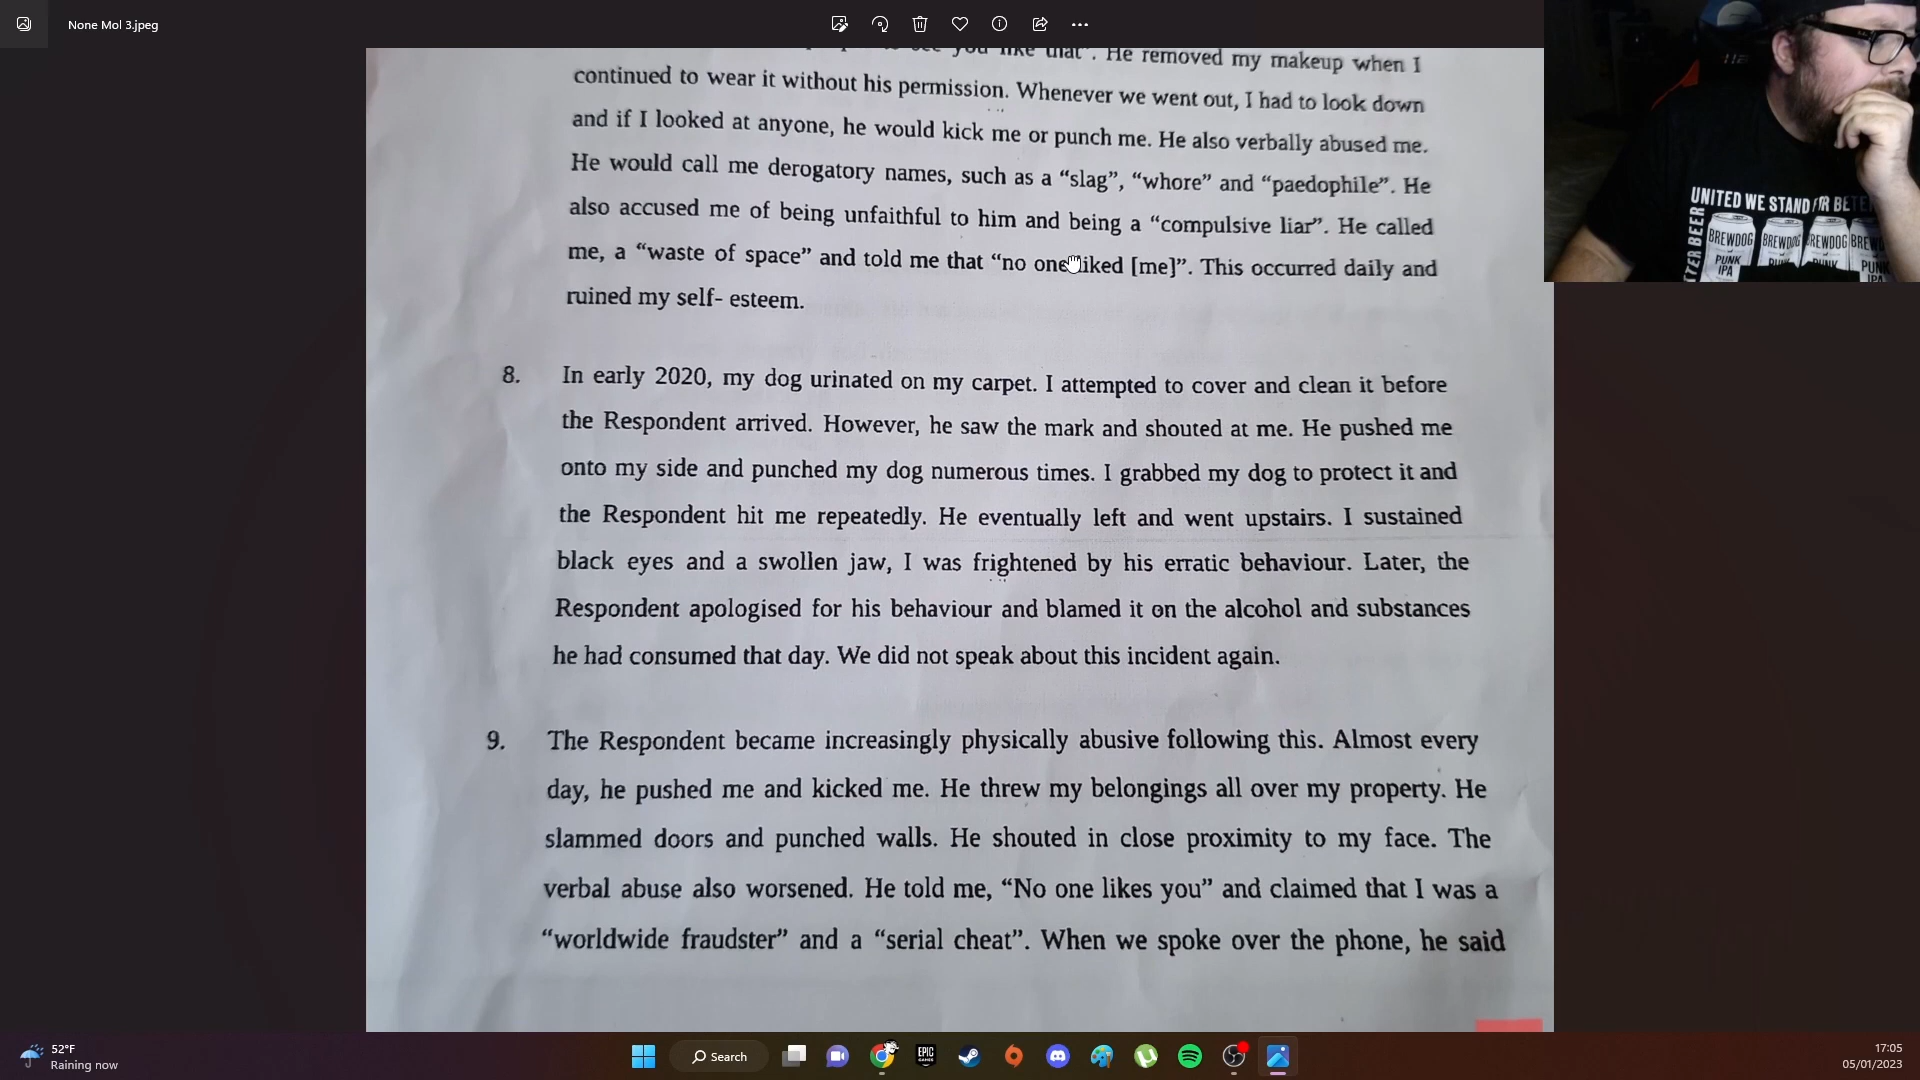 None Mol 3.jpeg
see you like that". He removed my makeup when I
continued to wear it without his permission. Whenever we went out, I had to look down
and if I looked at anyone, he would kick me or punch me. He also verbally abused me.
He would call me derogatory names, such as a “slag”, “whore” and “paedophile”. He
also accused me of being unfaithful to him and being a “compulsive liar”. He called
me, a “waste of space” and told me that “no one liked [me]”. This occurred daily and
ruined my self- esteem.
8. In early 2020, my dog urinated on my carpet. I attempted to cover and clean it before
the Respondent arrived. However, he saw the mark and shouted at me. He pushed me
onto my side and punched my dog numerous times. I grabbed my dog to protect it and
the Respondent hit me repeatedly. He eventually left and went upstairs. I sustained
black eyes and a swollen jaw, I was frightened by his erratic behaviour. Later, the
Respondent apologised for his behaviour and blamed it on the alcohol and substances
he had consumed that day. We did not speak about this incident again.
9. The Respondent became increasingly physically abusive following this. Almost every
day, he pushed me and kicked me. He threw my belongings all over my property. He
slammed doors and punched walls. He shouted in close proximity to my face. The
verbal abuse also worsened. He told me, “No one likes you” and claimed that I was a
“worldwide fraudster” and a “serial cheat”. When we spoke over the phone, he said
UNITED WE STAND FOR
BEER
BREWDOG BREWDOG BREWDOG
PUNK PUNK
IPA IPA
52°F
Raining now
Search
EPIC GAMES
17:05
05/01/2023